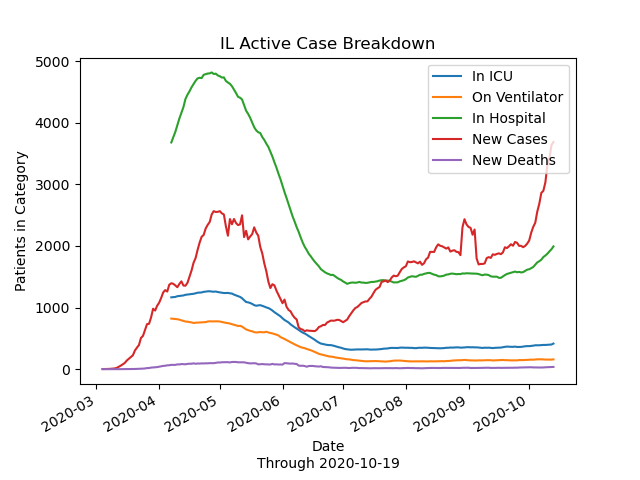 IL Active Case Breakdown
Patients in Category
5000
4000
3000
2000
1000
0
In ICU
On Ventilator
In Hospital
New Cases
New Deaths
2020-03
2020-04
2020-05
2020-06
2020-07
2020-08
2020-09
2020-10
Date
Through 2020-10-19